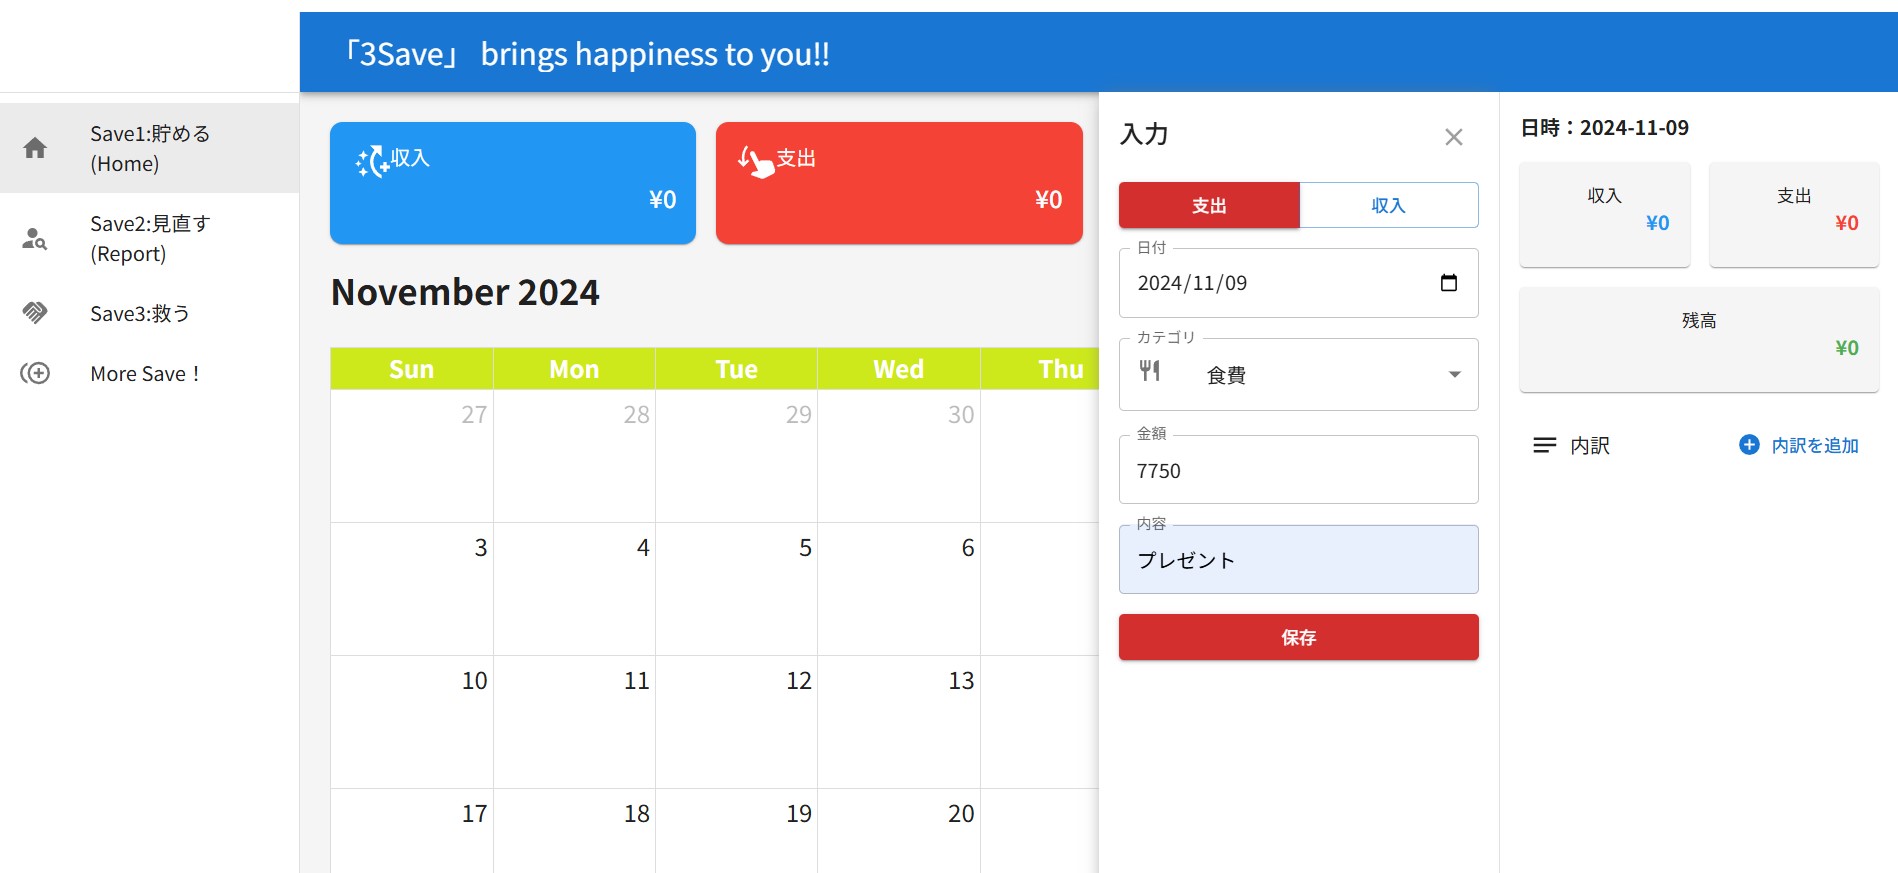 「3Save」 brings happiness to you!!
Save1:貯める
(Home)
Save2:見直す
(Report)
Save3:救う
More Save！
収入
¥0
支出
¥0
November 2024
Sun Mon Tue Wed Thu
27 28 29 30
3 4 5 6
10 11 12 13
17 18 19 20
入力
支出 収入
日付
2024/11/09
カテゴリ
食費
金額
7750
内容
プレゼント
保存
日時：2024-11-09
収入
¥0
支出
¥0
残高
¥0
内訳 内訳を追加